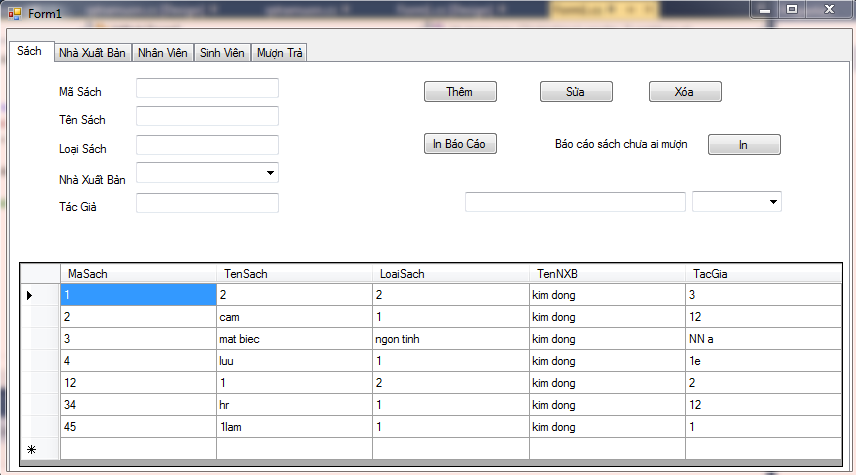 Form1
Sách Nhà Xuất Bản Nhân Viên Sinh Viên Mượn Trả
Mã Sách Thêm Sửa Xóa
Tên Sách
Loại Sách In Báo Cáo Báo cáo sách chưa ai mượn In
Nhà Xuất Bản
Tác Giả
MaSach TenSach LoaiSach TenNXB TacGia
1 2 2 kim dong 3
2 cam 1 kim dong 12
3 mat biec ngon tinh kim dong NN a
4 luu 1 kim dong 1e
12 1 2 kim dong 2
34 hr 1 kim dong 12
45 1lam 1 kim dong 1